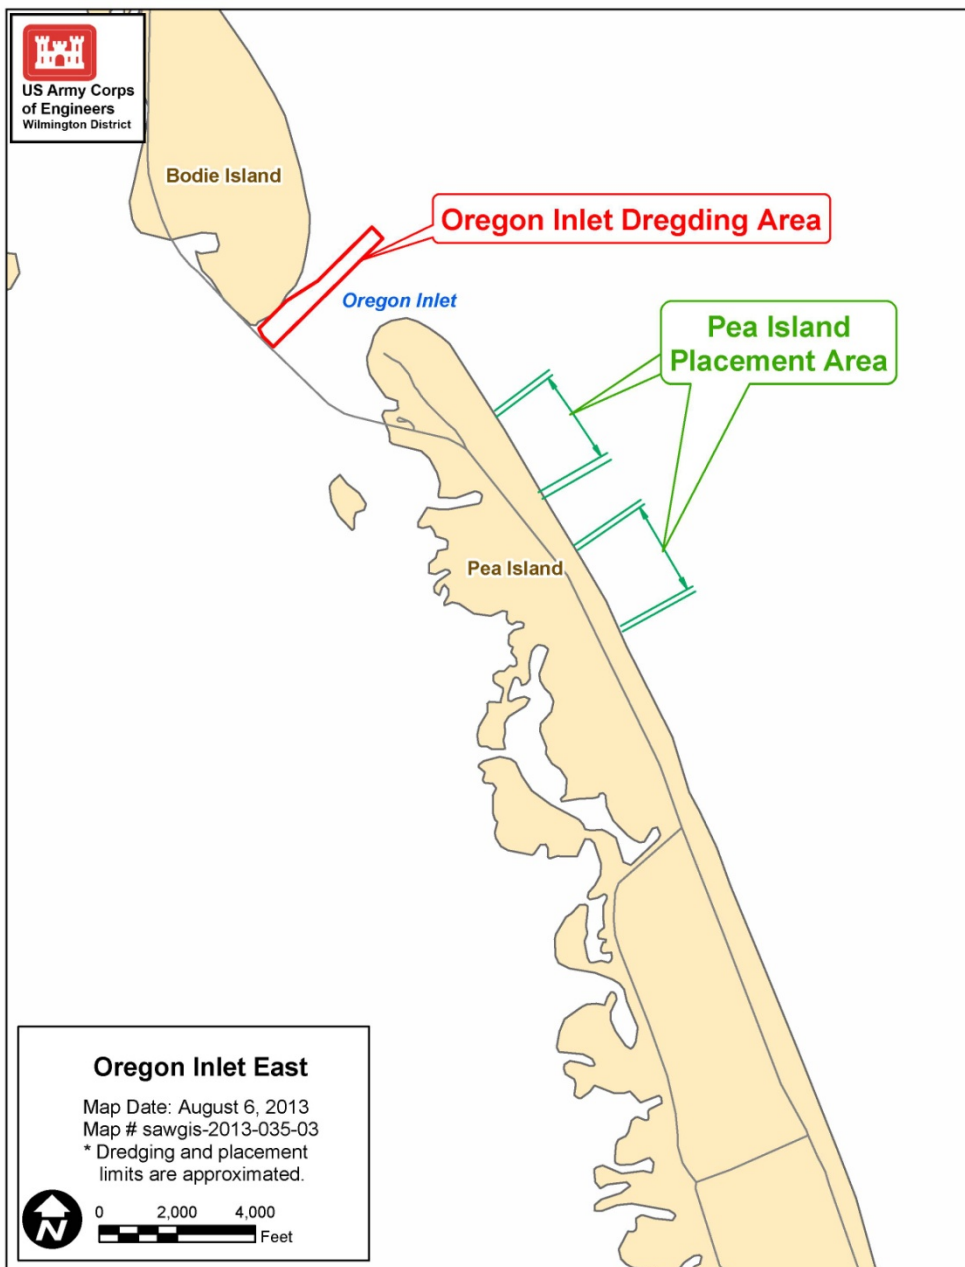 US Army Corps
of Engineers
Wilmington District
Bodie Island
Oregon Inlet Dregding Area
Oregon Inlet
Pea Island
Placement Area
Pea Island
Oregon Inlet East
Map Date: August 6, 2013
Map # sawgis-2013-035-03
* Dredging and placement
limits are approximated.
N
0 2,000 4,000
Feet